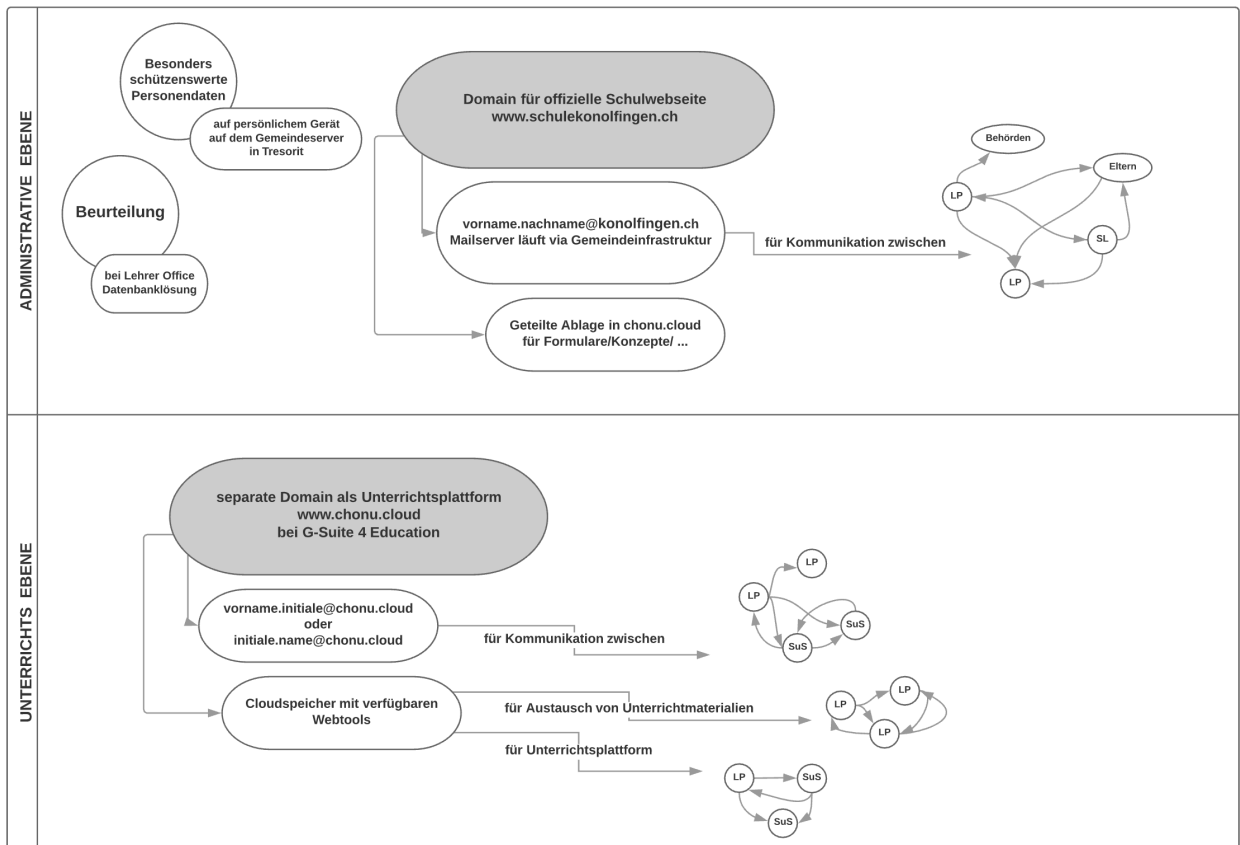 ADMINISTRATIVE EBENE
Besonders
schützenswerte
Personendaten
auf persönlichem Gerät
auf dem Gemeindeserver
in Tresorit
Beurteilung
bei Lehrer Office
Datenbanklösung
Domain für offizielle Schulwebseite
www.schulekonolfingen.ch
vorname.nachname@konolfingen.ch
Mailserver läuft via Gemeindeinfrastruktur
für Kommunikation zwischen
Geteilte Ablage in chonu.cloud
für Formulare/Konzepte/ ...
Behörden
Eltern
LP
SL
LP
UNTERRICHTS EBENE
separate Domain als Unterrichtsplattform
www.chonu.cloud
bei G-Suite 4 Education
vorname.initiale@chonu.cloud
oder
initiale.name@chonu.cloud
für Kommunikation zwischen
LP
LP
SuS
SuS
Cloudspeicher mit verfügbaren
Webtools
für Austausch von Unterrichtmaterialien
LP
LP
LP
für Unterrichtsplattform
LP
SuS
SuS